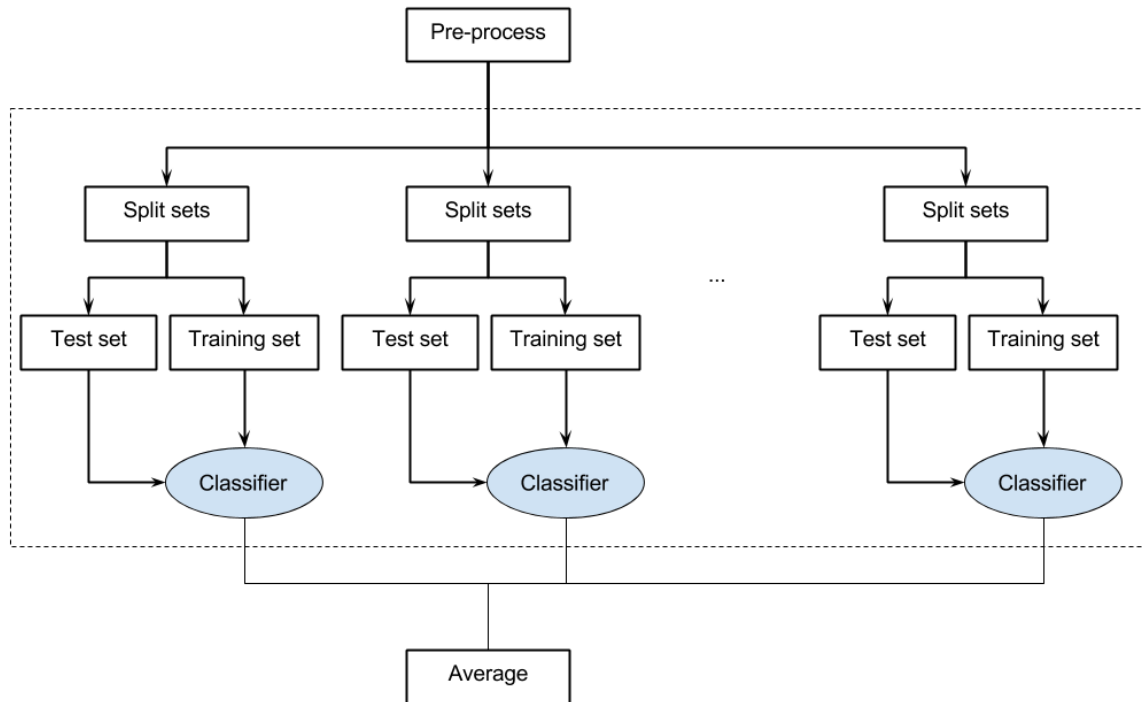 Pre-process
Split sets
Split sets
Split sets
...
Test set
Training set
Test set
Training set
Test set
Training set
Classifier
Classifier
Classifier
Average